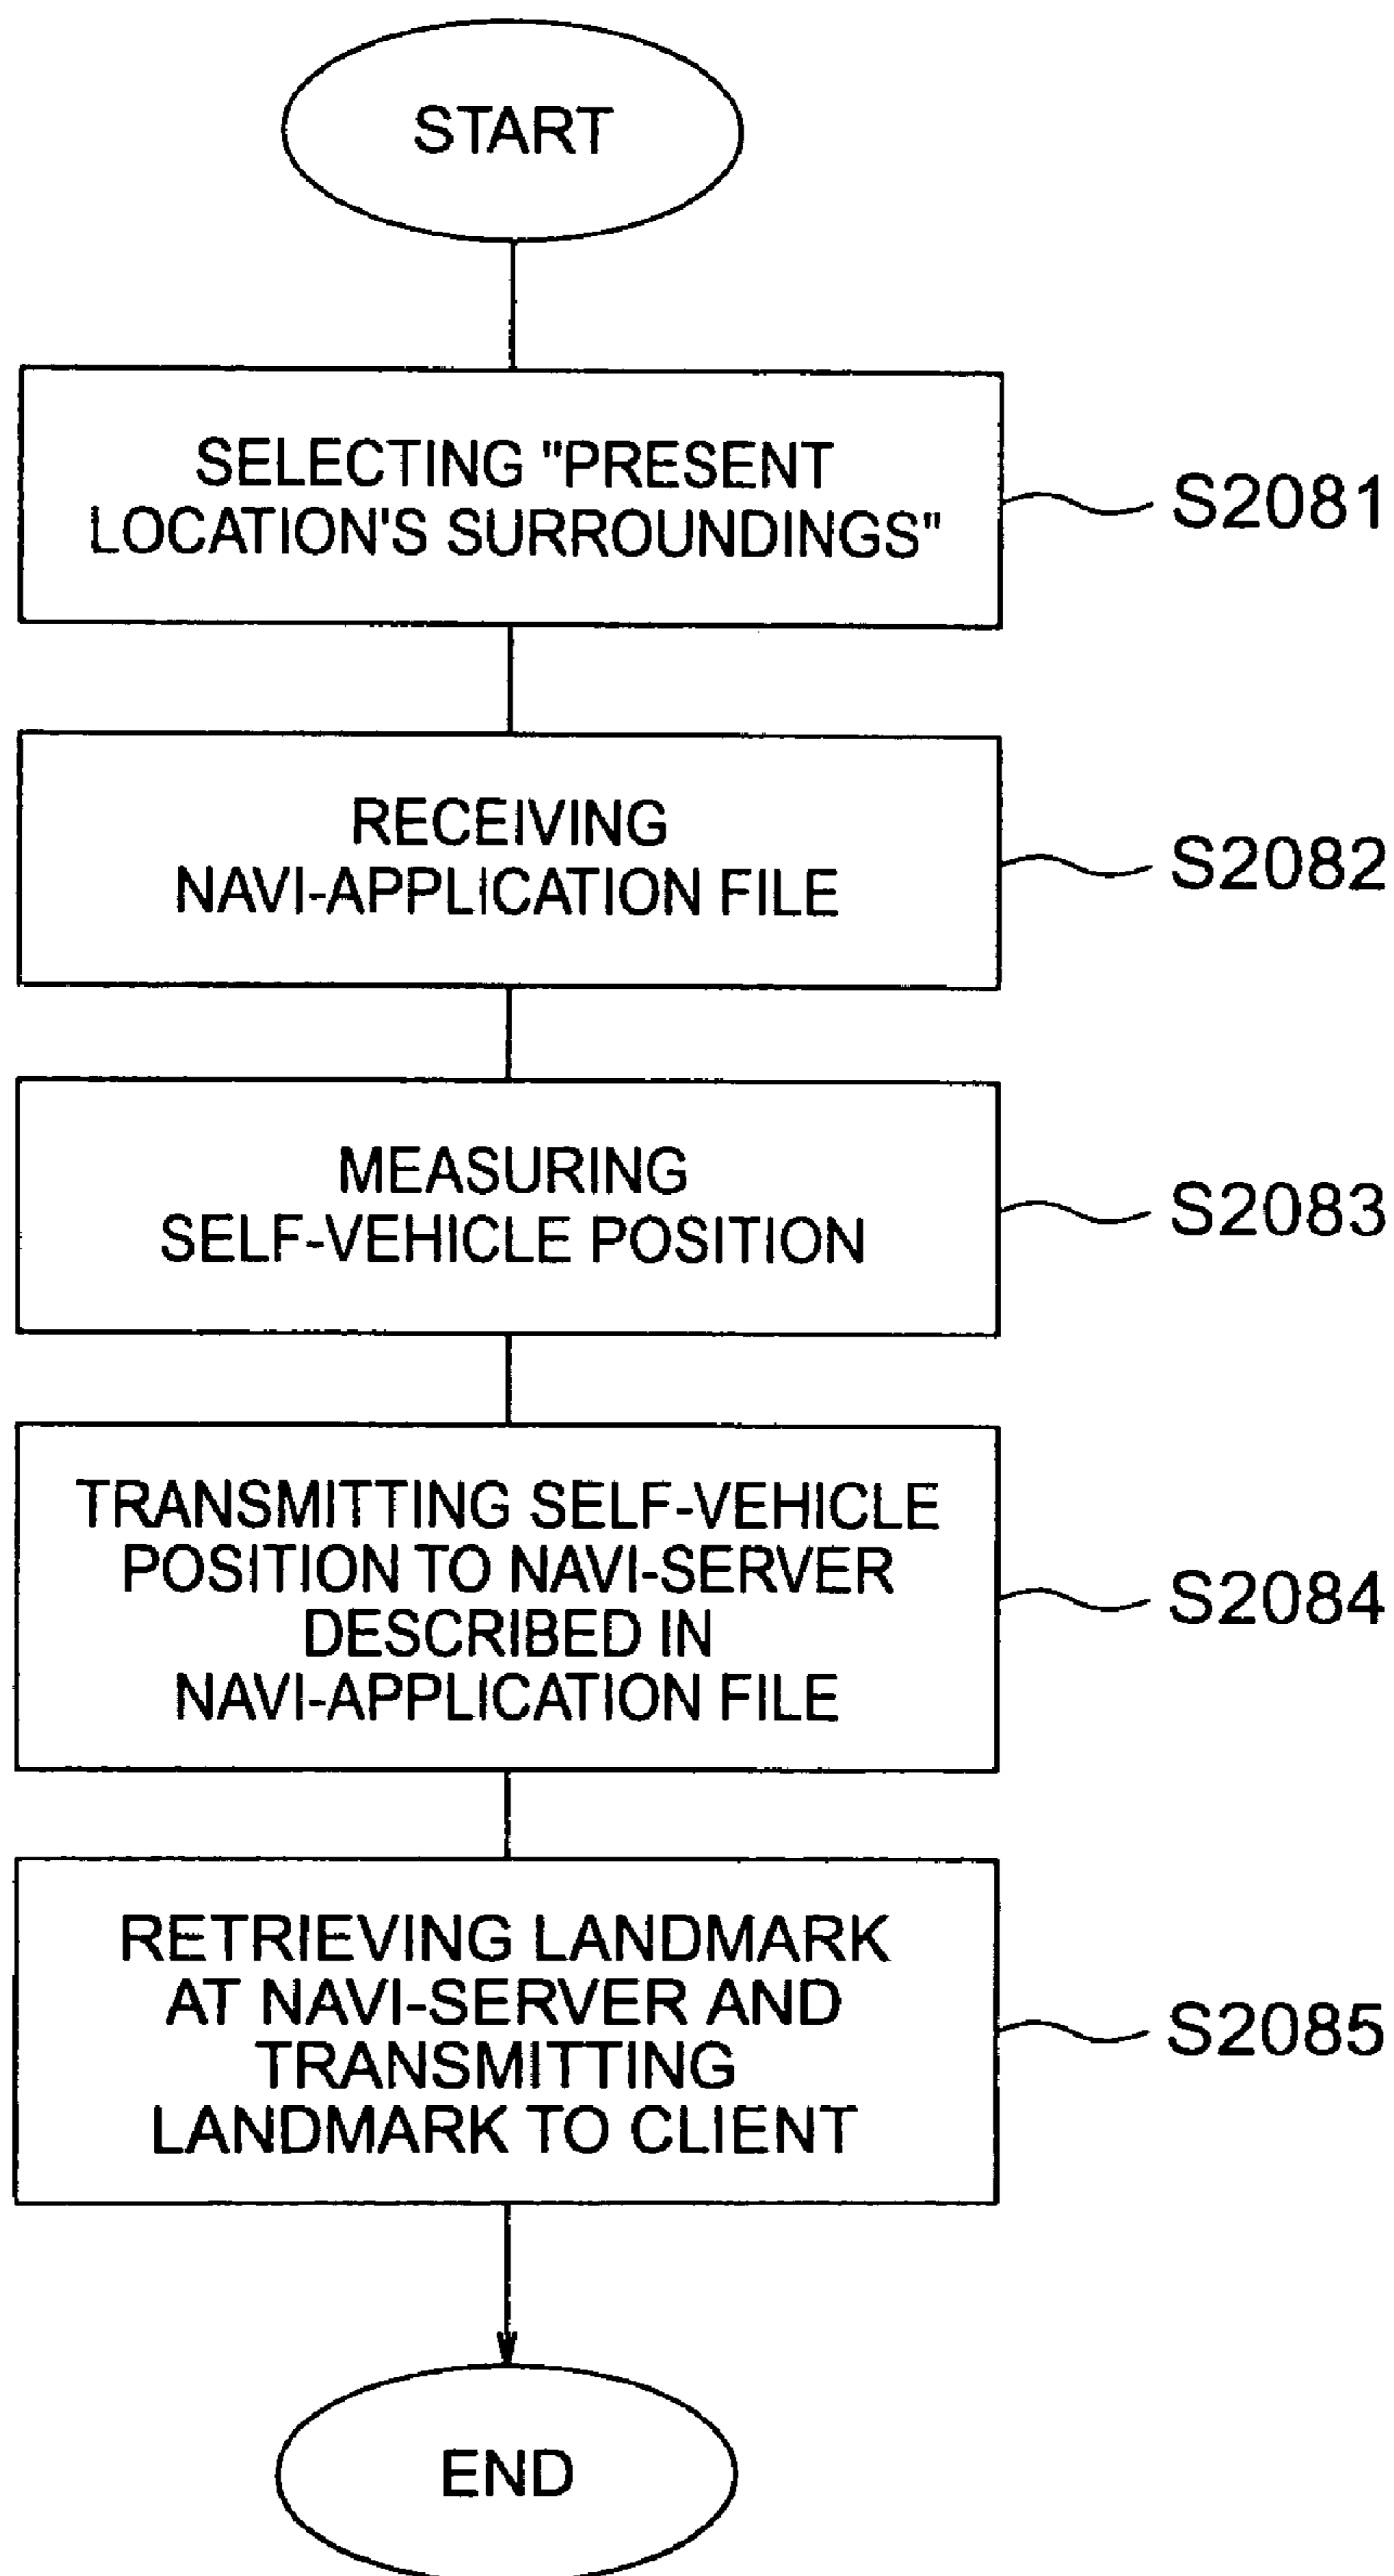 START
SELECTING "PRESENT
LOCATION'S SURROUNDINGS"
S2081
RECEIVING
NAVI-APPLICATION FILE
S2082
MEASURING
SELF-VEHICLE POSITION
S2083
TRANSMITTING SELF-VEHICLE
POSITION TO NAVI-SERVER
DESCRIBED IN
NAVI-APPLICATION FILE
S2084
RETRIEVING LANDMARK
AT NAVI-SERVER AND
TRANSMITTING
LANDMARK TO CLIENT
S2085
END